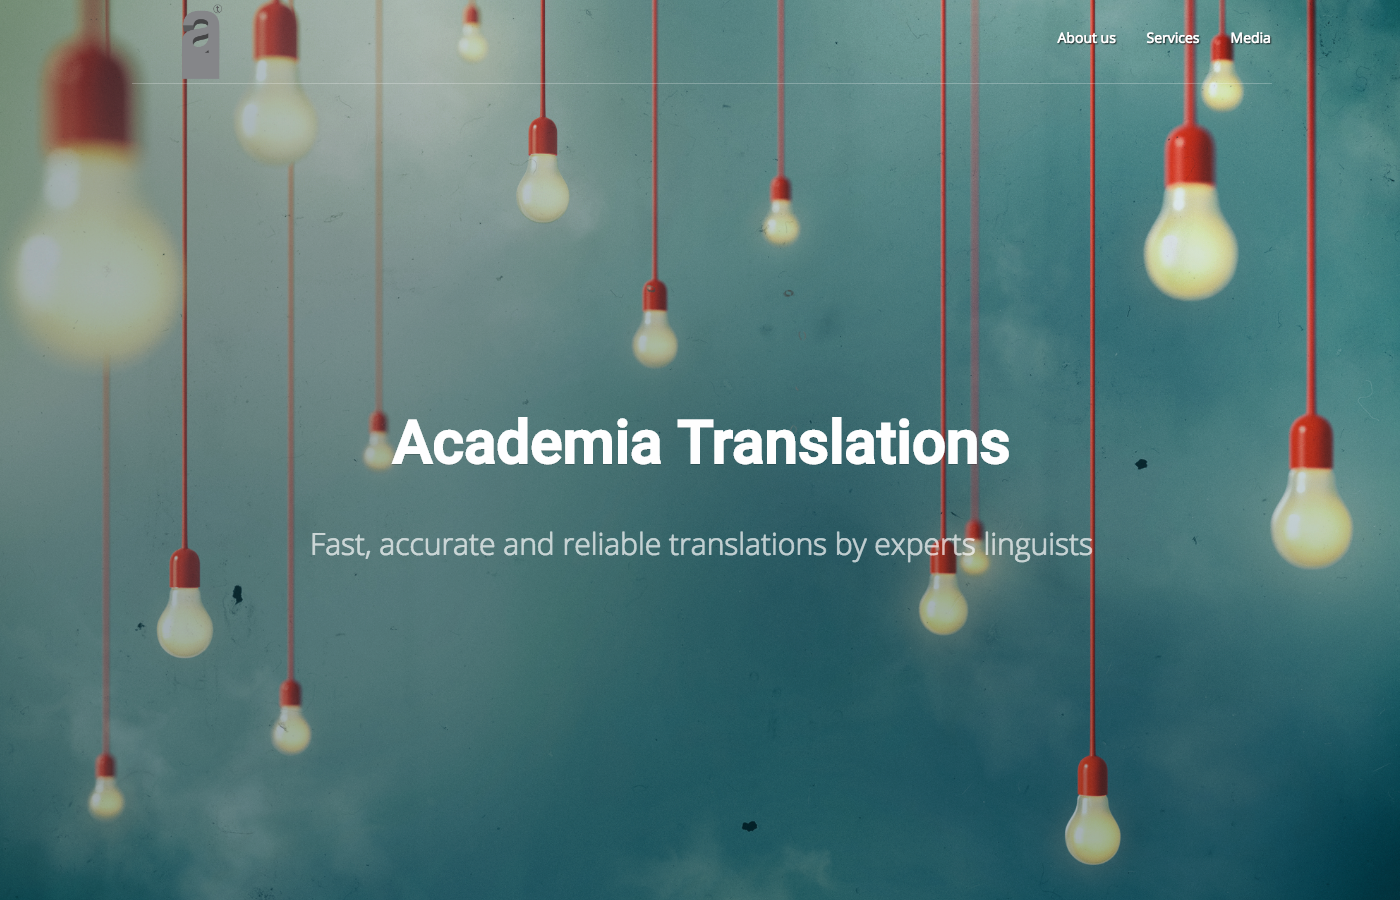 a
About us Services Media
Academia Translations
Fast, accurate and reliable translations by experts linguists